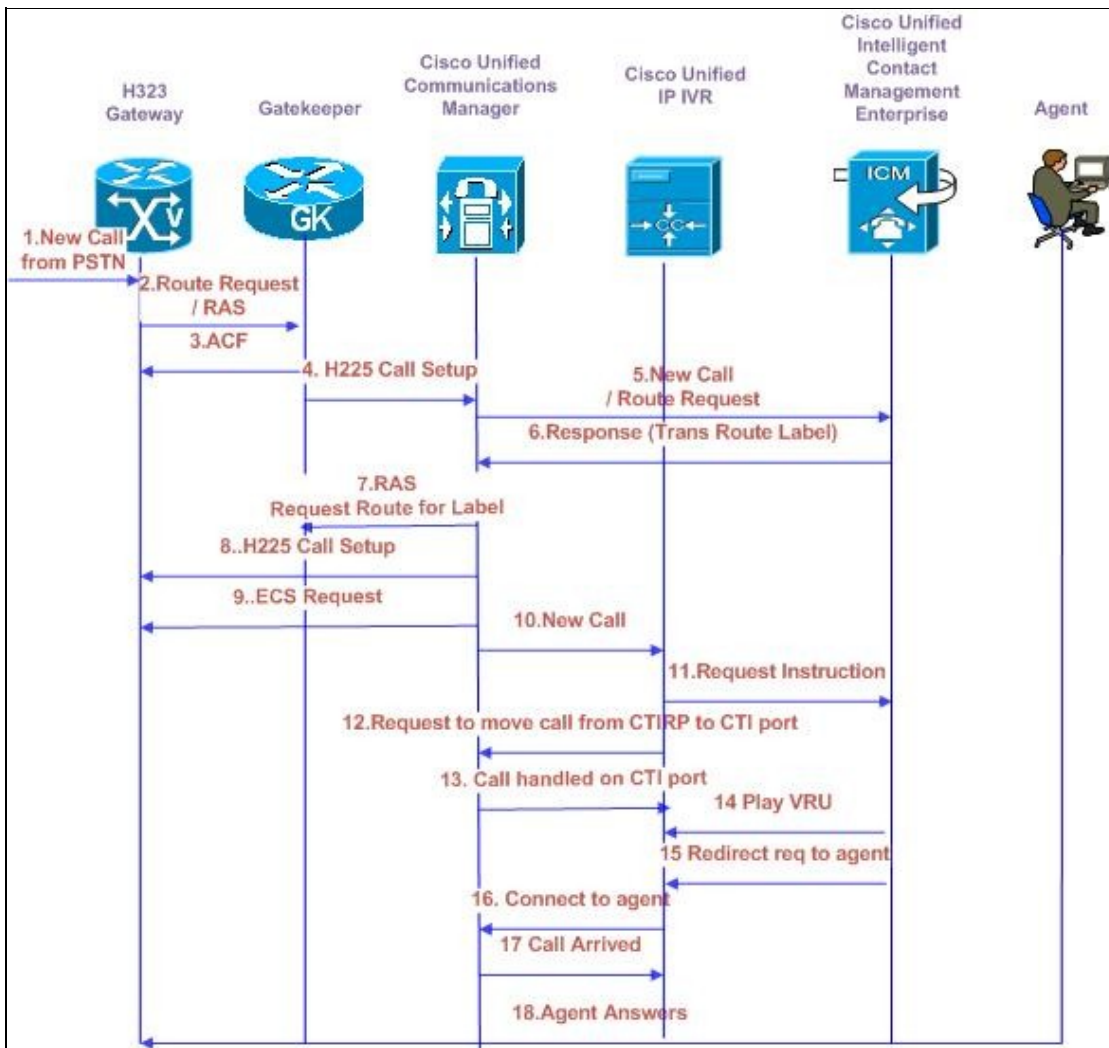 H323
Gateway
Gatekeeper
Cisco Unified
Communications
Manager
Cisco Unified
IP IVR
Cisco Unified
Intelligent
Contact
Management
Enterprise
Agent
V
GK
CC
ICM
1.New Call
from PSTN
2.Route Request
/ RAS
3.ACF
4. H225 Call Setup
5.New Call
/ Route Request
6.Response (Trans Route Label)
7.RAS
Request Route for Label
8..H225 Call Setup
9..ECS Request
10.New Call
11.Request Instruction
12.Request to move call from CTIRP to CTI port
13. Call handled on CTI port
14 Play VRU
15 Redirect req to agent
16. Connect to agent
17 Call Arrived
18.Agent Answers